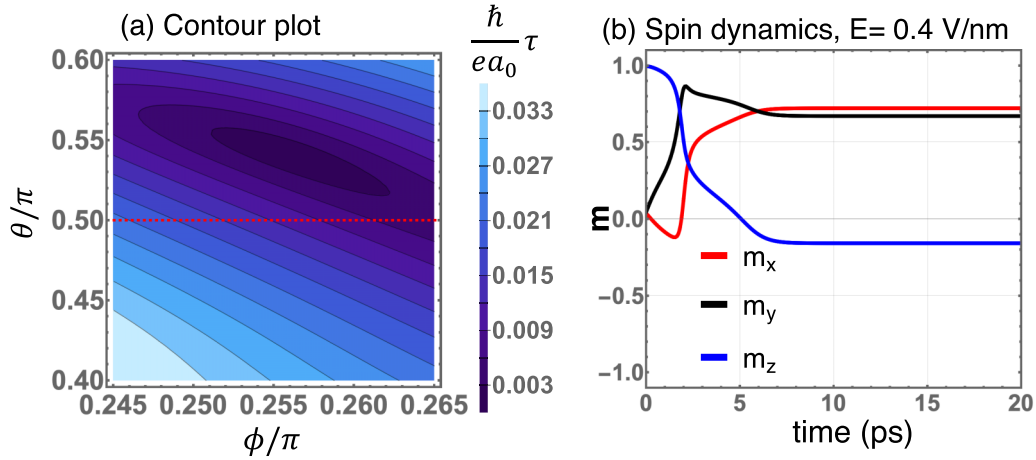 (a) Contour plot
ħ/ea₀ τ
0.60
0.55
0.50
0.45
0.40
θ/π
0.245
0.250
0.255
0.260
0.265
ϕ/π
0.033
0.027
0.021
0.015
0.009
0.003
(b) Spin dynamics, E= 0.4 V/nm
1.0
0.5
0.0
−0.5
−1.0
m
mₓ
mᵧ
m_z
0
5
10
15
20
time (ps)